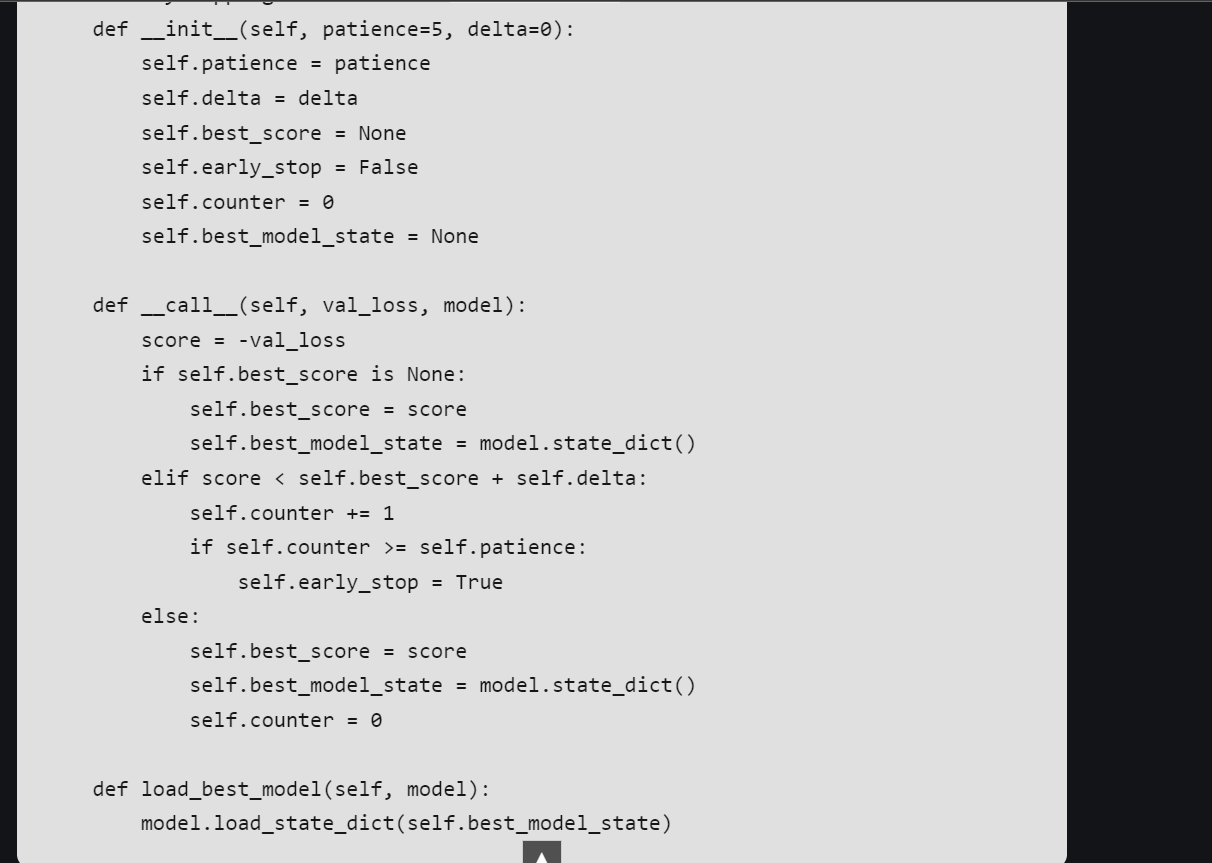 def __init__(self, patience=5, delta=0):
    self.patience = patience
    self.delta = delta
    self.best_score = None
    self.early_stop = False
    self.counter = 0
    self.best_model_state = None

def __call__(self, val_loss, model):
    score = -val_loss
    if self.best_score is None:
        self.best_score = score
        self.best_model_state = model.state_dict()
    elif score < self.best_score + self.delta:
        self.counter += 1
        if self.counter >= self.patience:
            self.early_stop = True
    else:
        self.best_score = score
        self.best_model_state = model.state_dict()
        self.counter = 0

def load_best_model(self, model):
    model.load_state_dict(self.best_model_state)